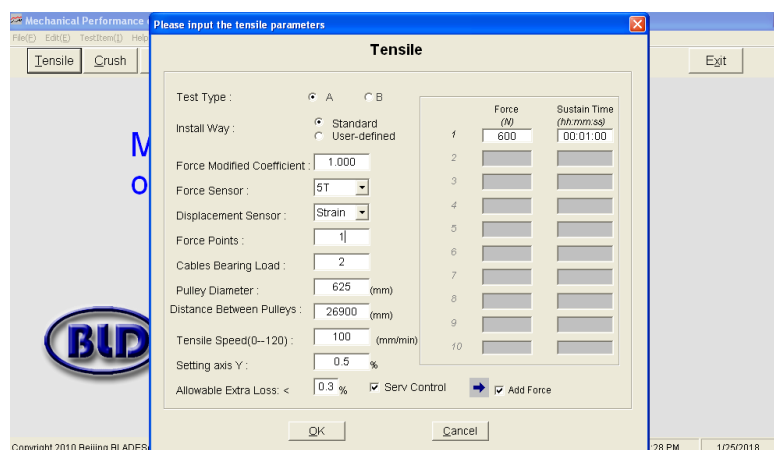 Mechanical Performance
Please input the tensile parameters
File(F) Edit(E) TestItem(I) Help
Tensile
Crush
Exit
Tensile
Test Type : A B
Install Way : Standard
User-defined
Force Modified Coefficient : 1.000
Force Sensor : 5T
Displacement Sensor : Strain
Force Points : 1
Cables Bearing Load : 2
Pulley Diameter : 625 (mm)
Distance Between Pulleys : 26900 (mm)
Tensile Speed(0--120) : 100 (mm/min)
Setting axis Y : 0.5 %
Allowable Extra Loss: < 0.3 %
Serv Control
Add Force
Force Sustain Time
(N) (hh:mm:ss)
1 600 00:01:00
2
3
4
5
6
7
8
9
10
M
o
BLD
OK
Cancel
Copyright 2010 Beijing BLADES
:28 PM 1/25/2018